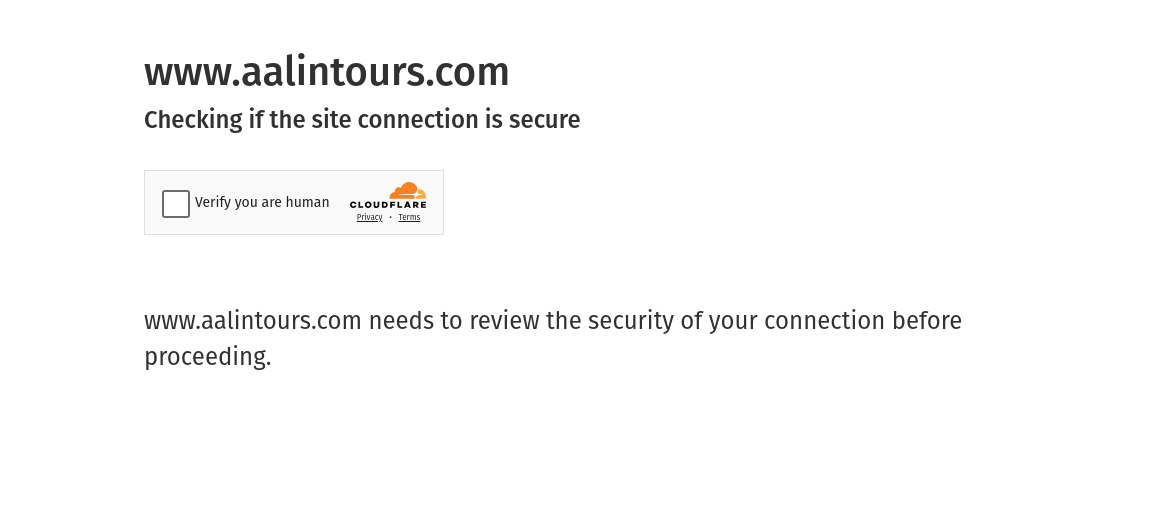 www.aalintours.com
Checking if the site connection is secure
Verify you are human
CLOUDFLARE
Privacy • Terms
www.aalintours.com needs to review the security of your connection before
proceeding.